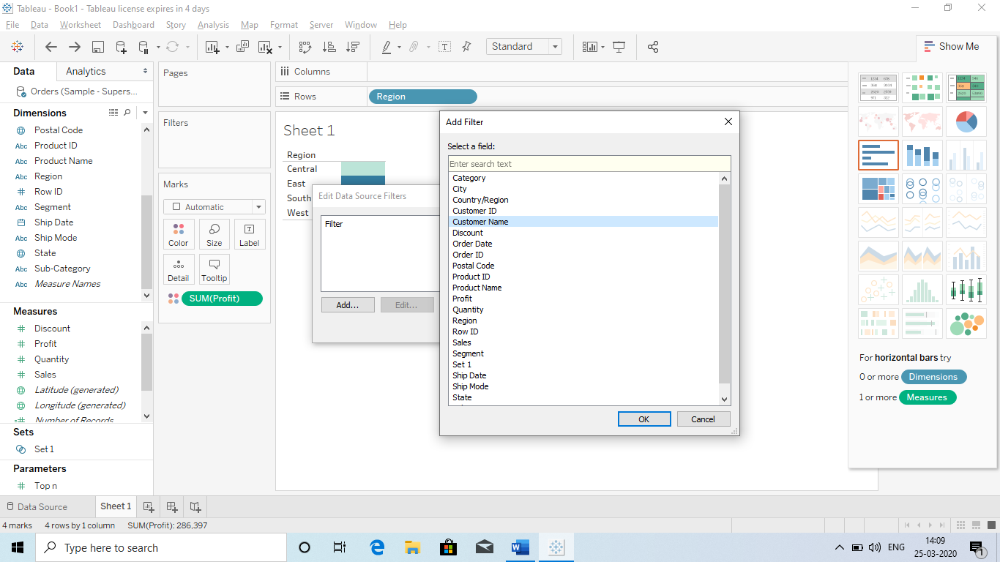 Tableau - Book1 - Tableau license expires in 4 days
File Data Worksheet Dashboard Story Analysis Map Format Server Window Help
Standard
Show Me
Data Analytics
Orders (Sample - Supers...
Dimensions
Postal Code
Abc Product ID
Abc Product Name
Abc Region
Row ID
Abc Segment
Ship Date
Abc Ship Mode
State
Abc Sub-Category
Abc Measure Names
Measures
Discount
Profit
Quantity
Sales
Latitude (generated)
Longitude (generated)
Number of Records
Sets
Set 1
Parameters
Top n
Pages
Filters
Marks
Automatic
Color Size Label
Detail Tooltip
SUM(Profit)
Columns
Rows Region
Sheet 1
Region
Central
East
South
West
Edit Data Source Filters
Filter
Add... Edit...
Add Filter
Select a field:
Enter search text
Category
City
Country/Region
Customer ID
Customer Name
Discount
Order Date
Order ID
Postal Code
Product ID
Product Name
Profit
Quantity
Region
Row ID
Sales
Segment
Set 1
Ship Date
Ship Mode
State
OK Cancel
For horizontal bars try
0 or more Dimensions
1 or more Measures
Data Source Sheet 1
4 marks 4 rows by 1 column SUM(Profit): 286,397
Type here to search
ENG
14:09
25-03-2020
1